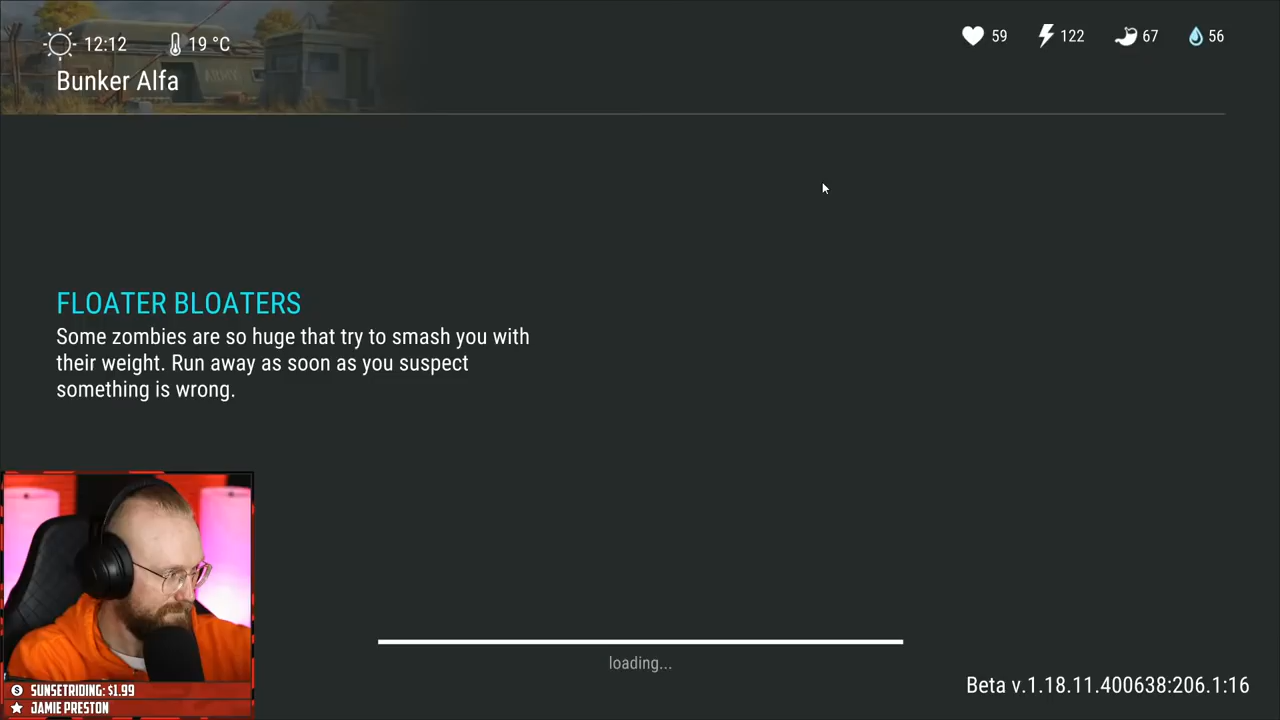 12:12 19 °C
59 122 67 56
Bunker Alfa
FLOATER BLOATERS
Some zombies are so huge that try to smash you with
their weight. Run away as soon as you suspect
something is wrong.
loading...
SUNSETRIDING: $1.99
JAMIE PRESTON
Beta v.1.18.11.400638:206.1:16